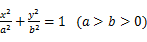 x²/a² + y²/b² = 1 (a > b > 0)